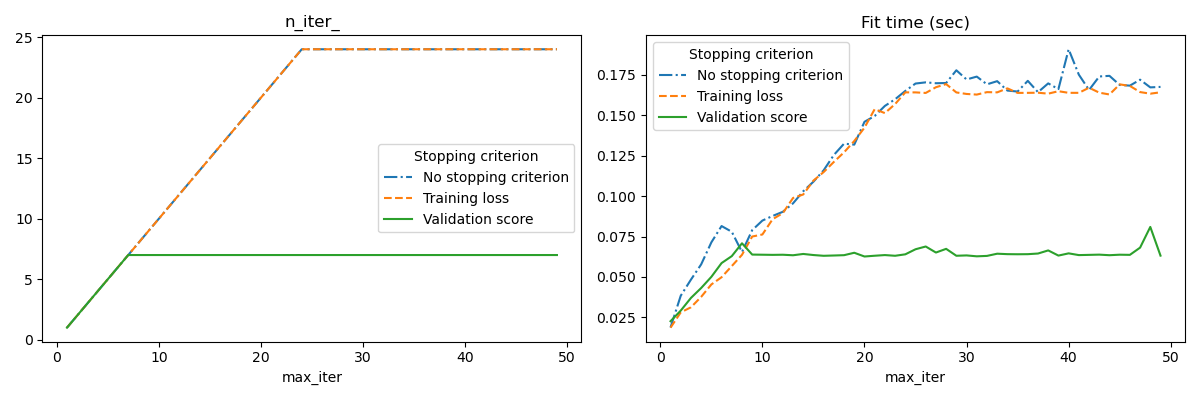 n_iter_
25
20
15
10
5
0
0
10
20
30
40
50
max_iter
Stopping criterion
No stopping criterion
Training loss
Validation score
Fit time (sec)
0.175
0.150
0.125
0.100
0.075
0.050
0.025
0
10
20
30
40
50
max_iter
Stopping criterion
No stopping criterion
Training loss
Validation score